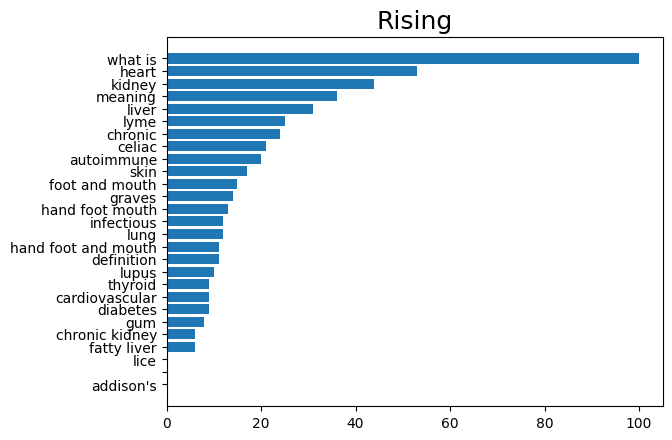 Rising
what is
heart
kidney
meaning
liver
lyme
chronic
celiac
autoimmune
skin
foot and mouth
graves
hand foot mouth
infectious
lung
hand foot and mouth
definition
lupus
thyroid
cardiovascular
diabetes
gum
chronic kidney
fatty liver
lice
addison's
0 20 40 60 80 100